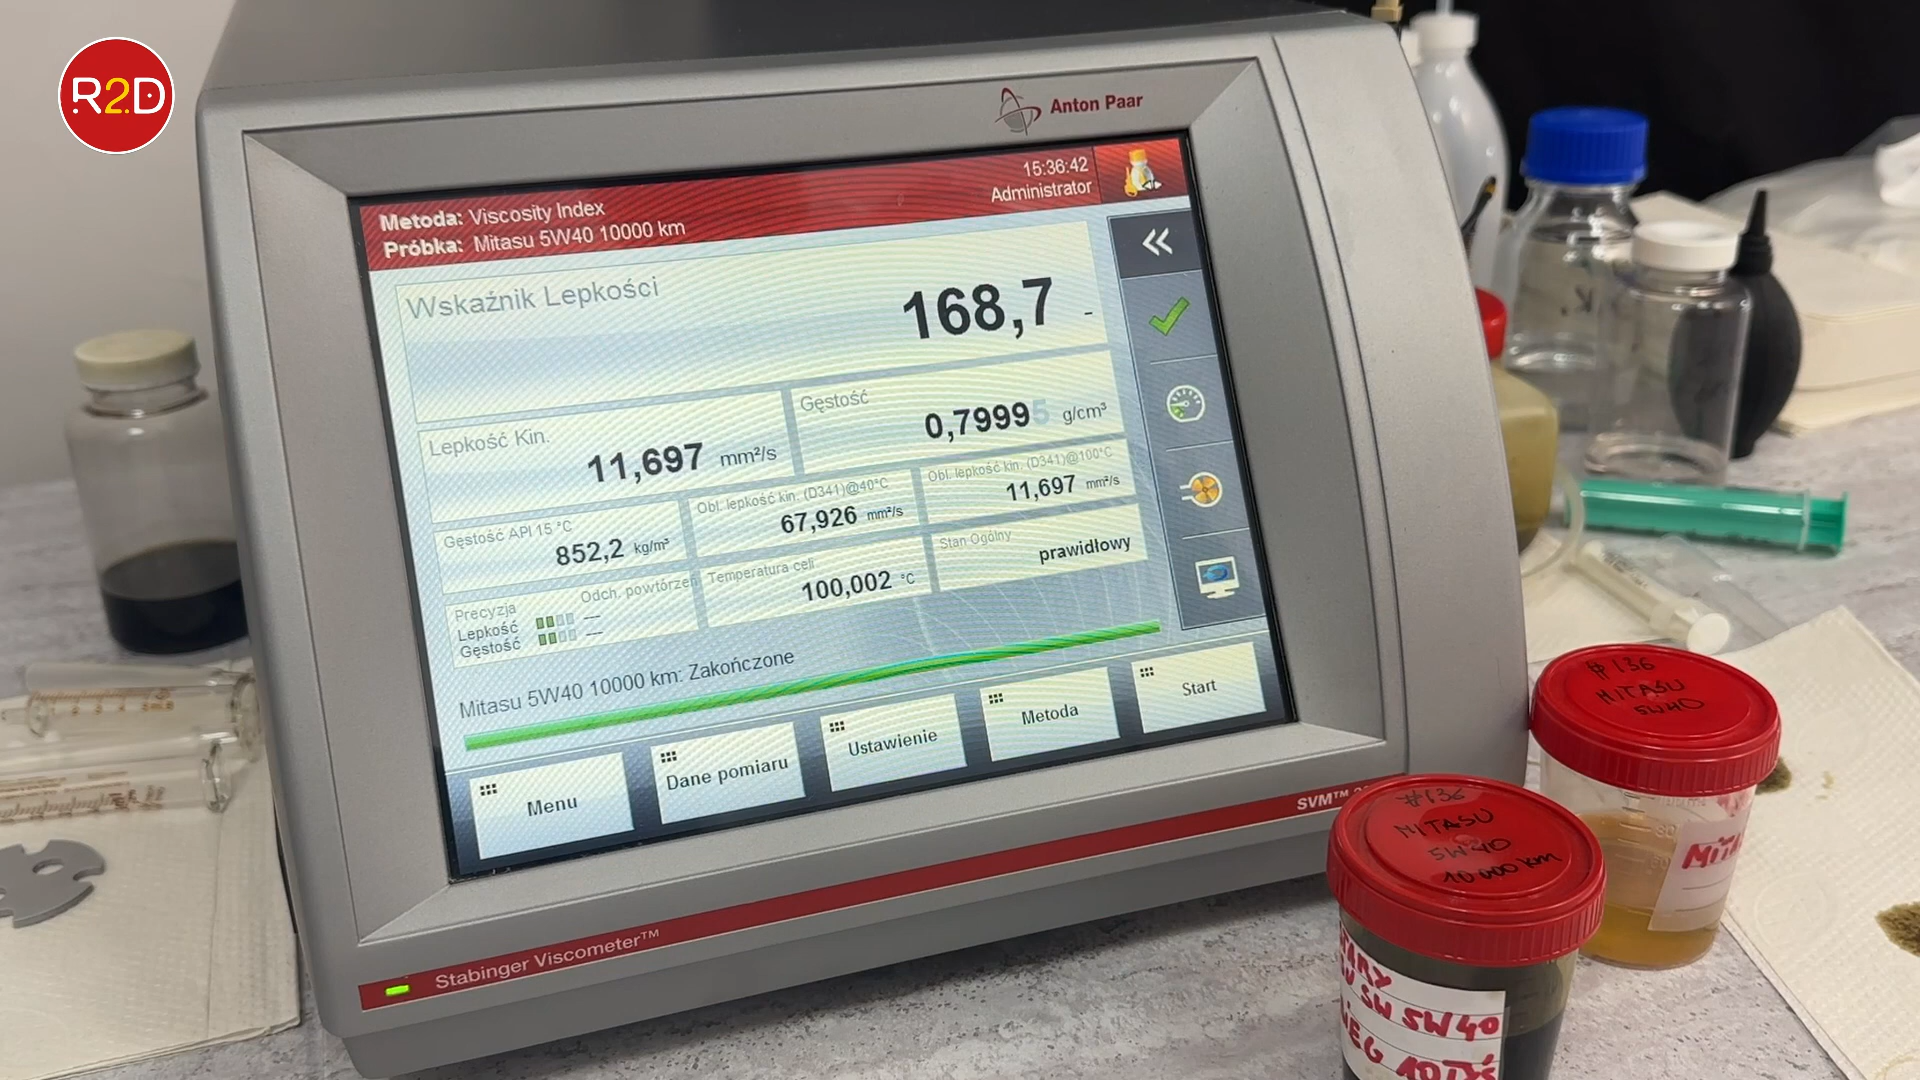 R2D
Anton Paar
15:36:42
Administrator
Metoda: Viscosity Index
Próbka: Mitasu 5W40 10000 km
Wskaźnik Lepkości
168,7 -
Lepkość Kin.
11,697 mm²/s
Gęstość
0,79995 g/cm³
Gęstość API 15 °C
852,2 kg/m³
Obl. lepkość kin. (D341)@40°C
67,926 mm²/s
Obl. lepkość kin. (D341)@100°C
11,697 mm²/s
Precyzja
Odch. powtórzeń
Lepkość ---
Gęstość ---
Temperatura celi
100,002 °C
Stan Ogólny
prawidłowy
Mitasu 5W40 10000 km: Zakończone
Menu
Dane pomiaru
Ustawienie
Metoda
Start
SVM™
Stabinger Viscometer™
#136
MITASU
5W40
#136
MITASU
5W40
10 000 km
5W40